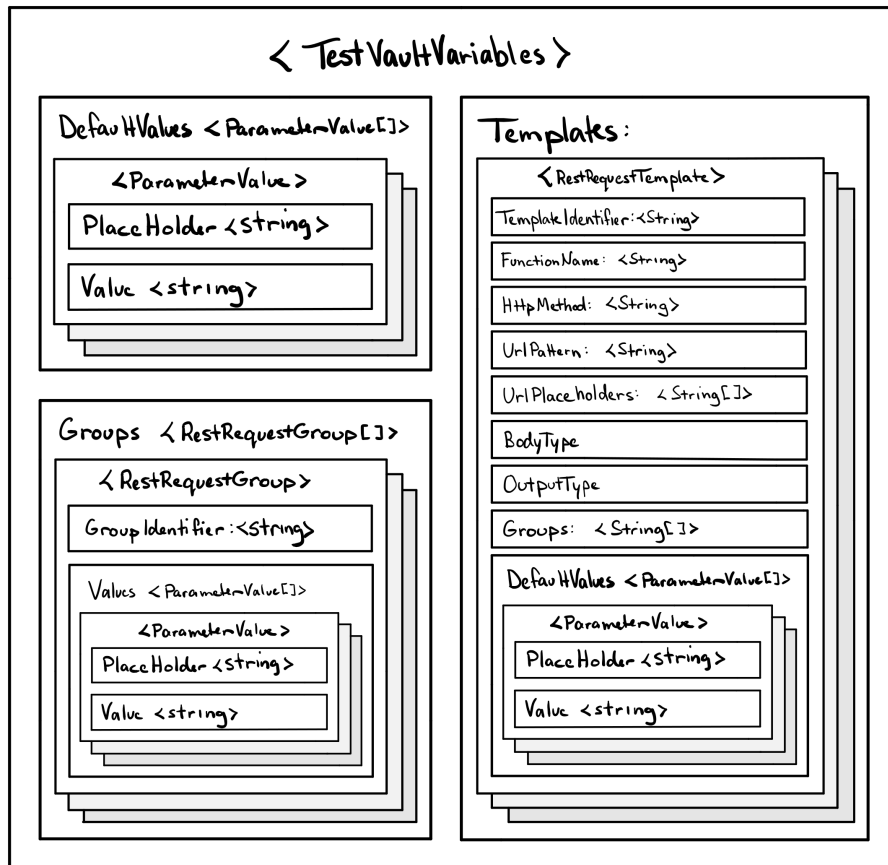 <TestVaultVariables>
DefaultValues <ParameterValue[]>
<ParameterValue>
PlaceHolder <String>
Value <string>
Groups <RestRequestGroup[]>
<RestRequestGroup>
GroupIdentifier:<String>
Values <ParameterValue[]>
<ParameterValue>
PlaceHolder <String>
Value <string>
Templates:
<RestRequestTemplate>
TemplateIdentifier:<String>
FunctionName: <String>
HttpMethod: <String>
UrlPattern: <String>
UrlPlaceholders: <String[]>
BodyType
OutputType
Groups: <String[]>
DefaultValues <ParameterValue[]>
<ParameterValue>
PlaceHolder <String>
Value <string>